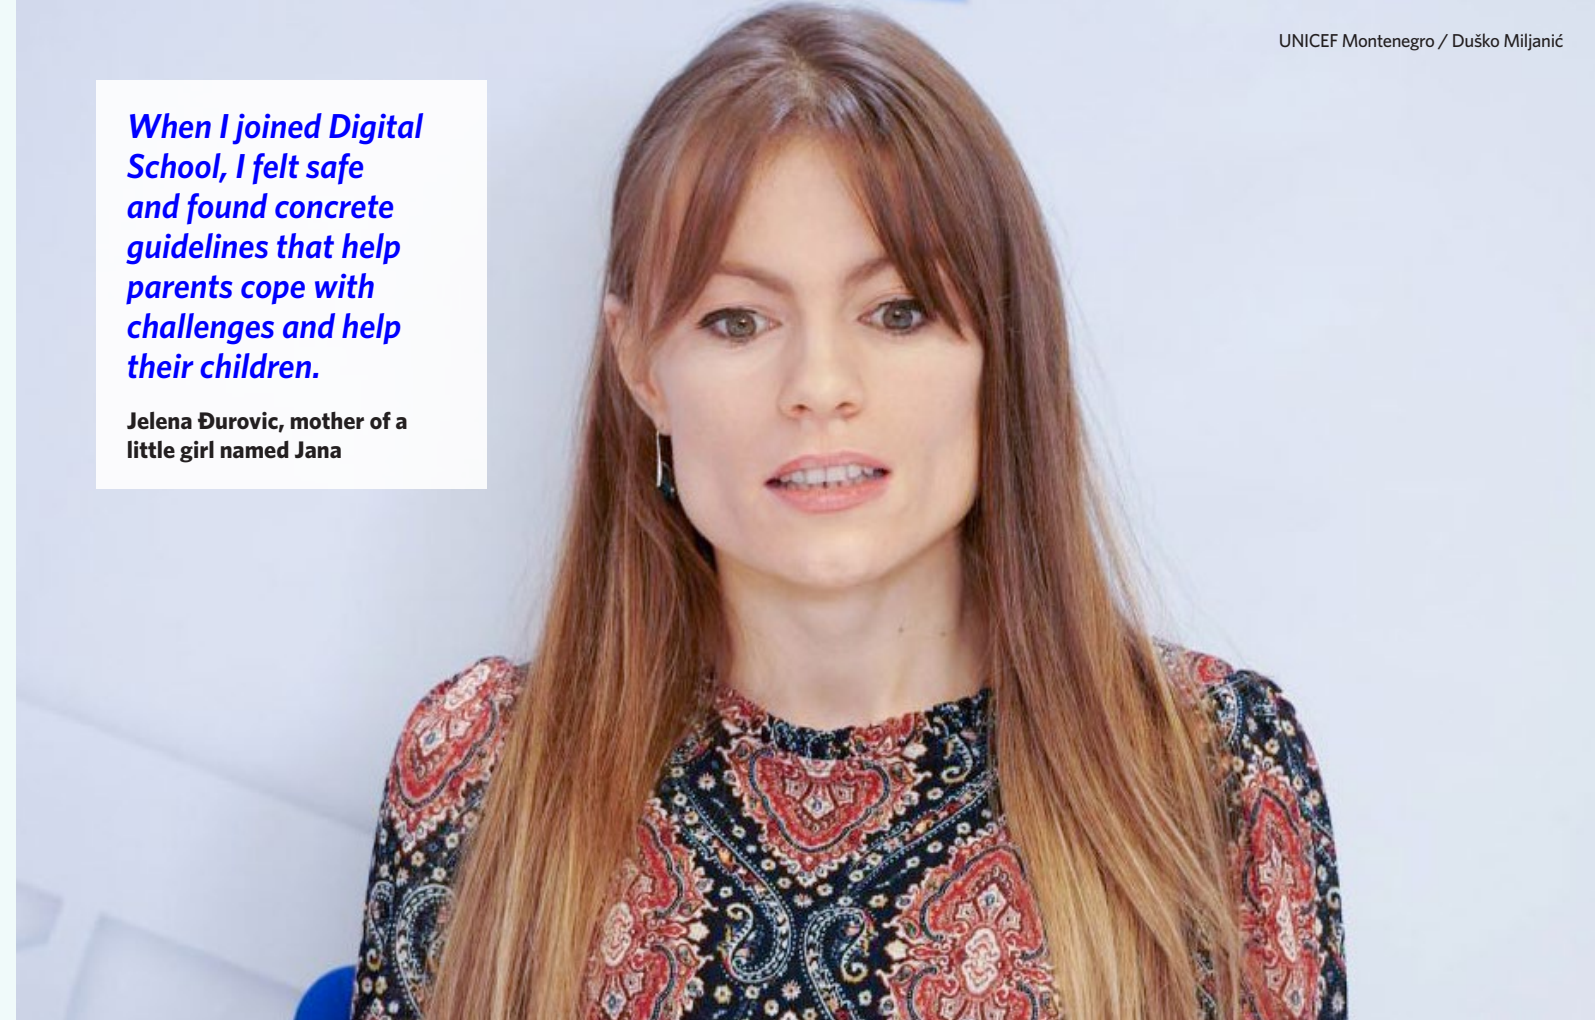 UNICEF Montenegro / Duško Miljanić
When I joined Digital
School, I felt safe
and found concrete
guidelines that help
parents cope with
challenges and help
their children.
Jelena Đurovic, mother of a
little girl named Jana